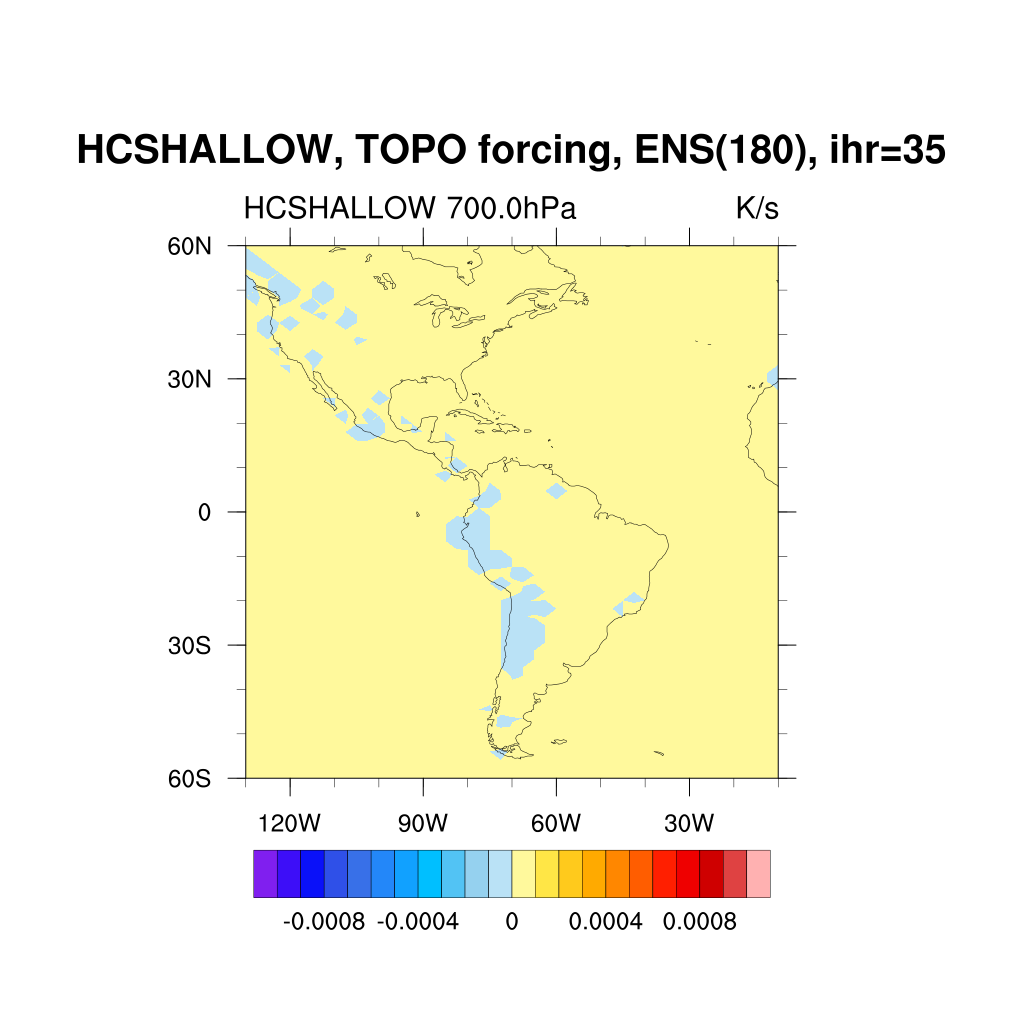 HCSHALLOW, TOPO forcing, ENS(180), ihr=35
HCSHALLOW 700.0hPa K/s
60N
30N
0
30S
60S
120W 90W 60W 30W
-0.0008 -0.0004 0 0.0004 0.0008